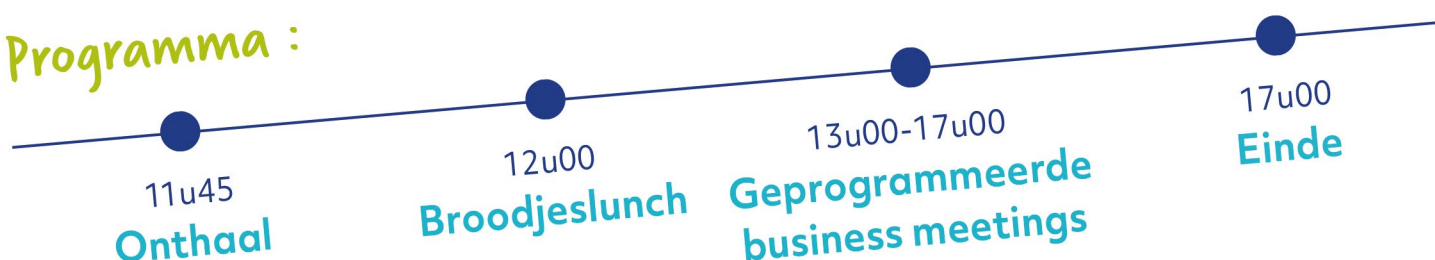 Programma :
11u45
Onthaal
12u00
Broodjeslunch
13u00-17u00
Geprogrammeerde
business meetings
17u00
Einde